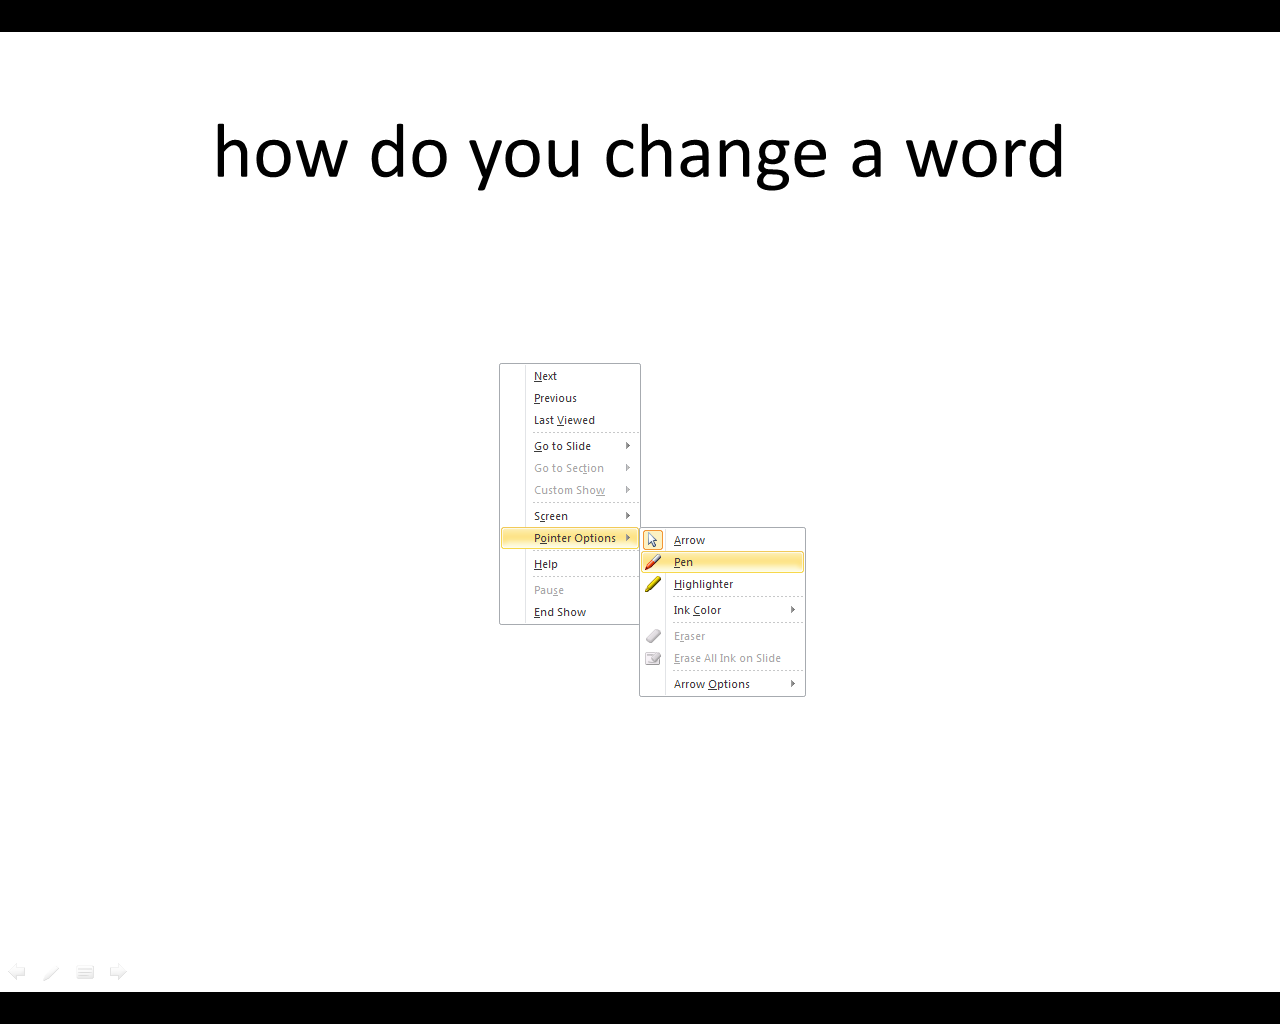 how do you change a word
Next
Previous
Last Viewed
Go to Slide
Go to Section
Custom Show
Screen
Pointer Options
Help
Pause
End Show
Arrow
Pen
Highlighter
Ink Color
Eraser
Erase All Ink on Slide
Arrow Options